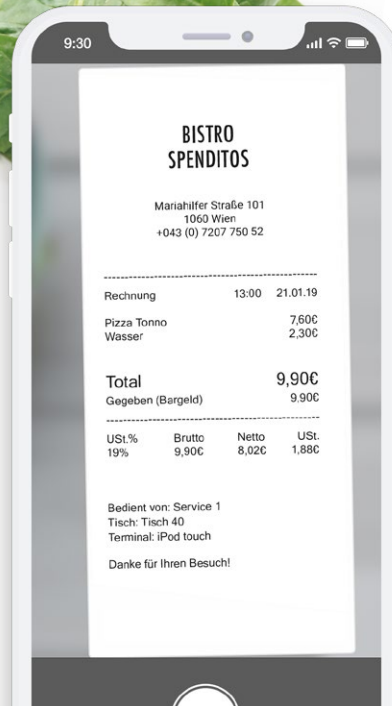 9:30
BISTRO
SPENDITOS
Mariahilfer Straße 101
1060 Wien
+043 (0) 7207 750 52
Rechnung 13:00 21.01.19
Pizza Tonno 7,60€
Wasser 2,30€
Total 9,90€
Gegeben (Bargeld) 9.90€
USt.% Brutto Netto USt.
19% 9,90€ 8,02€ 1,88€
Bedient von: Service 1
Tisch: Tisch 40
Terminal: iPod touch
Danke für Ihren Besuch!